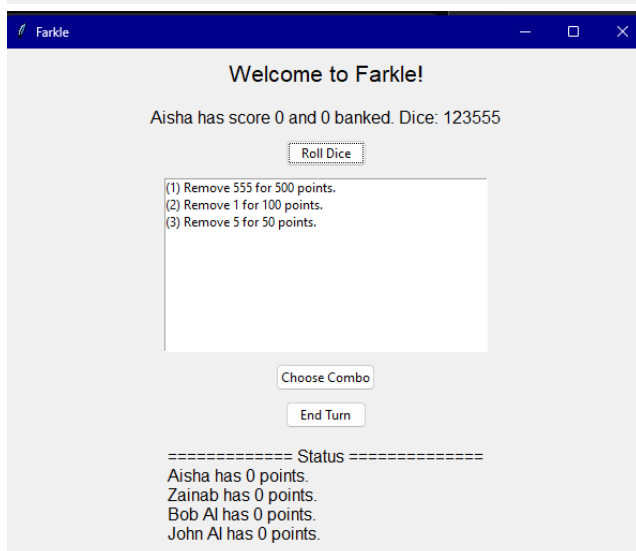 Farkle
Welcome to Farkle!
Aisha has score 0 and 0 banked. Dice: 123555
Roll Dice
(1) Remove 555 for 500 points.
(2) Remove 1 for 100 points.
(3) Remove 5 for 50 points.
Choose Combo
End Turn
============= Status ==============
Aisha has 0 points.
Zainab has 0 points.
Bob AI has 0 points.
John AI has 0 points.